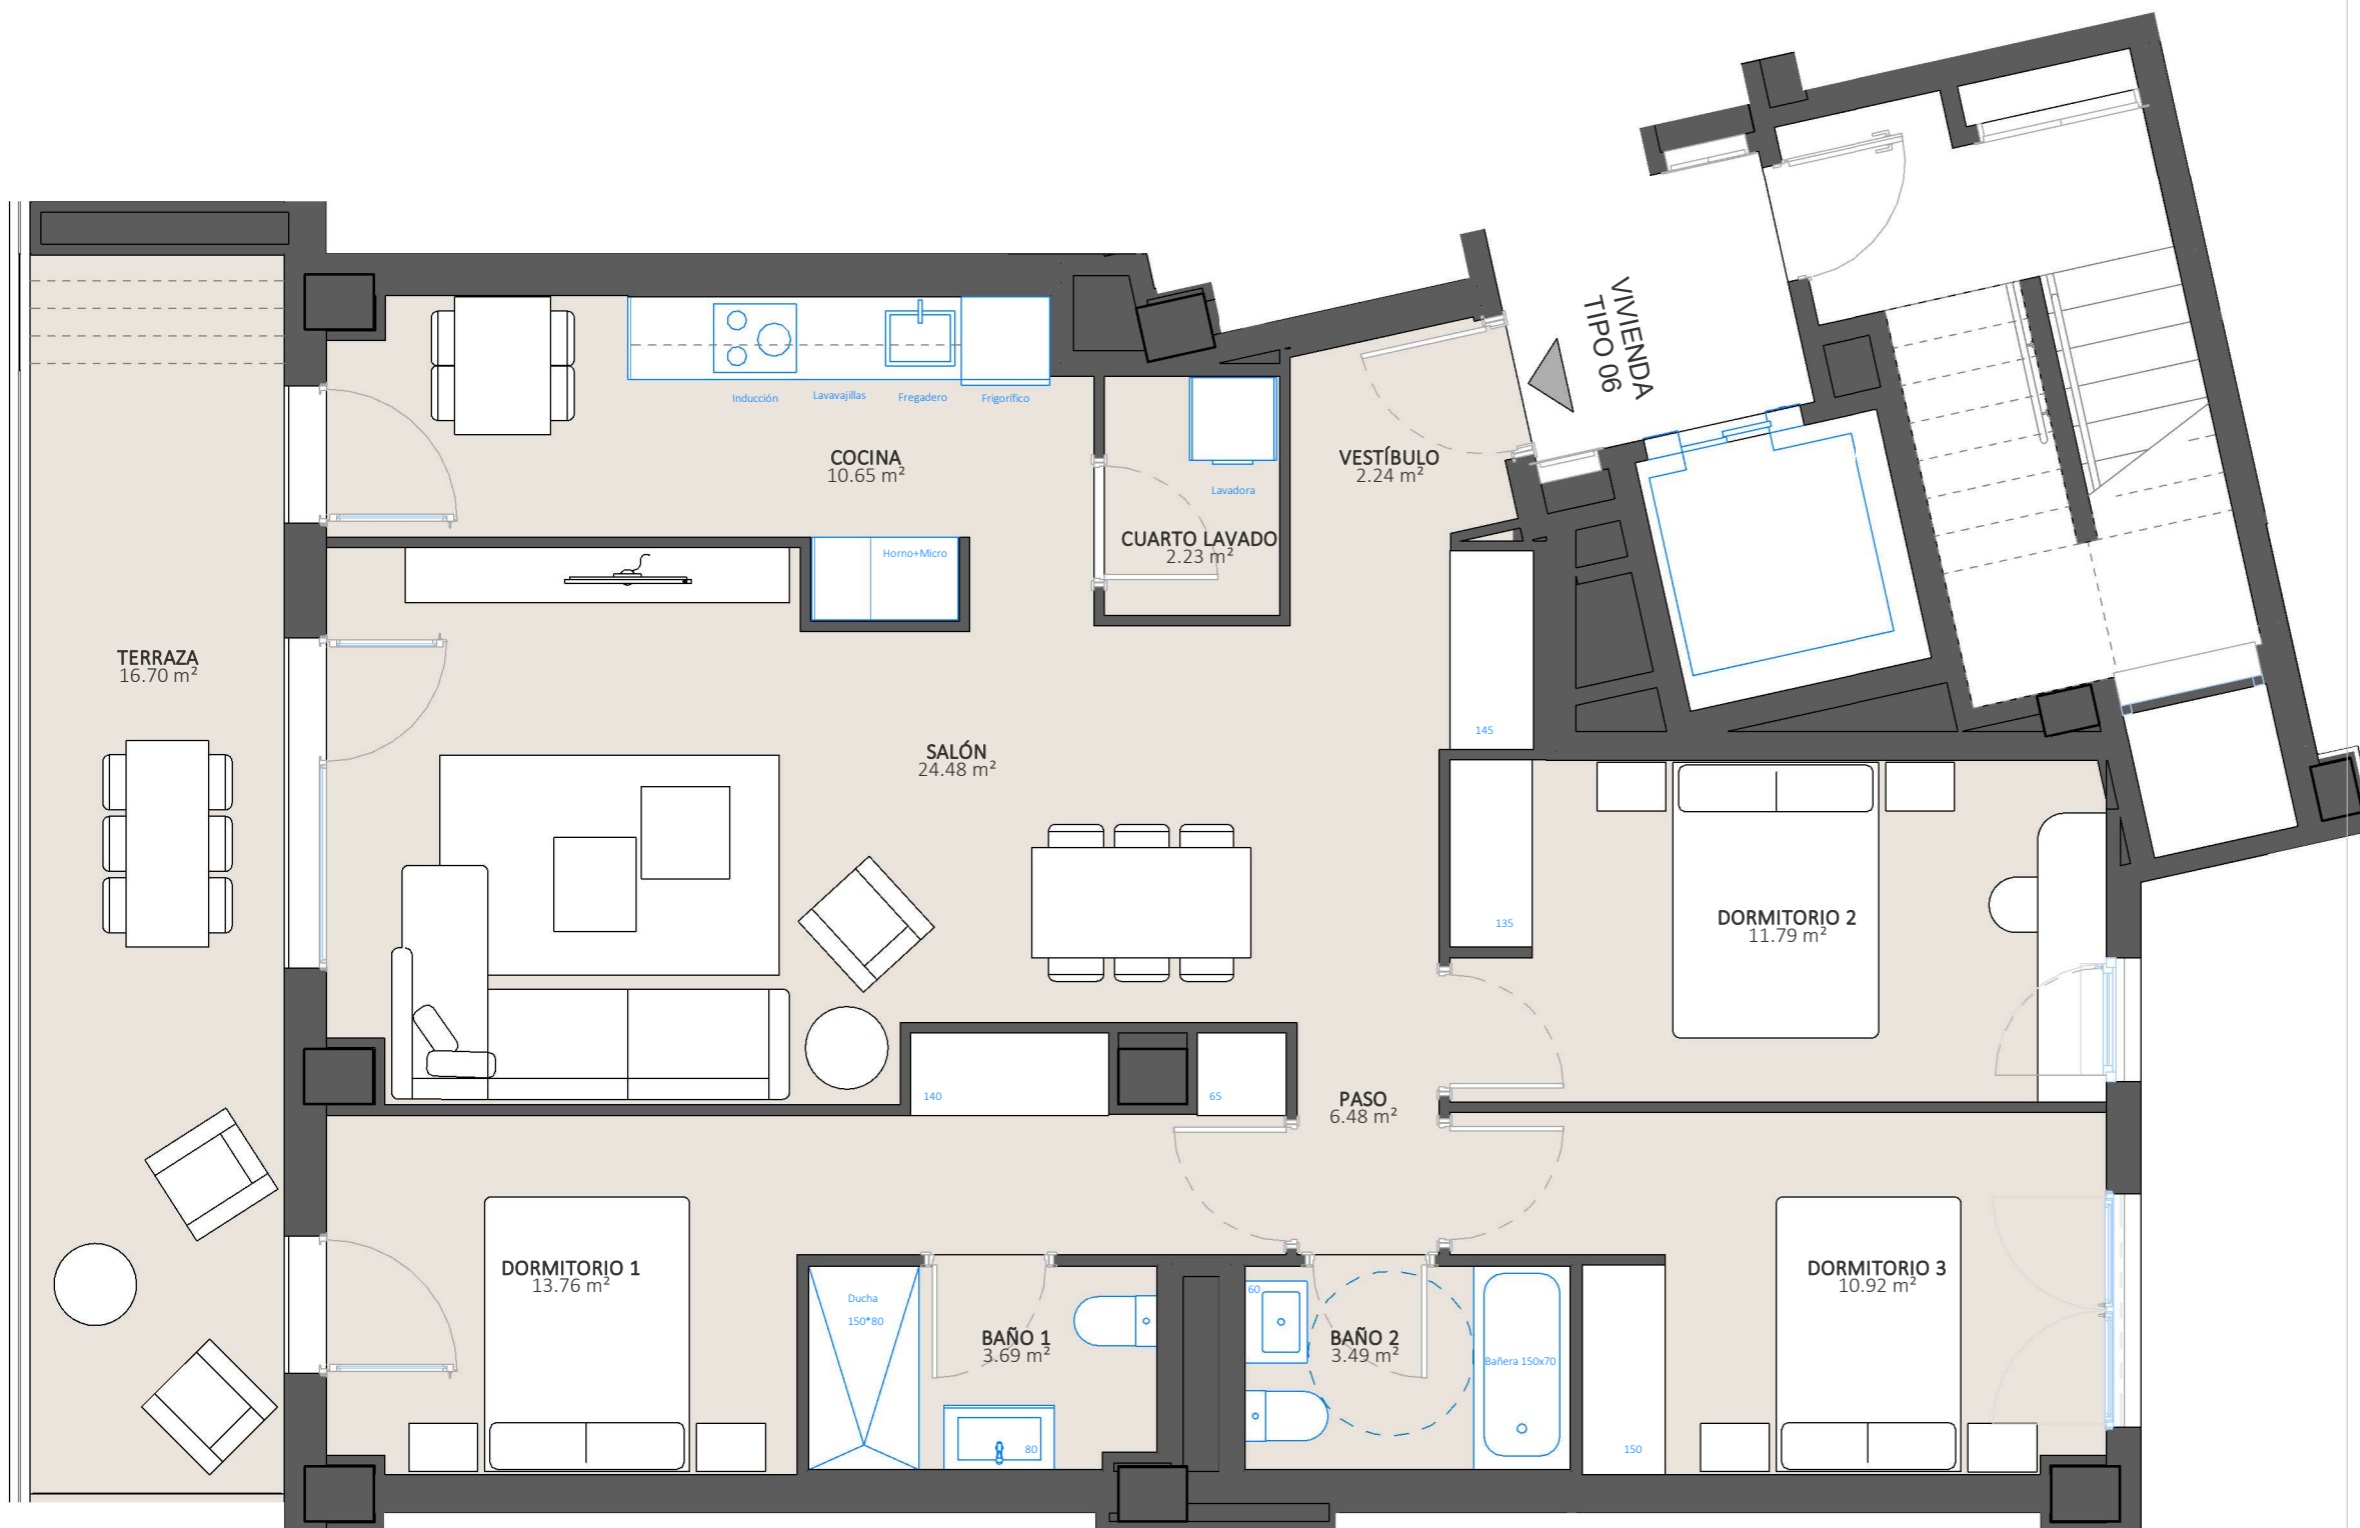 VIVIENDA
TIPO 06
Inducción
Lavavajillas
Fregadero
Frigorífico
COCINA
10.65 m²
VESTÍBULO
2.24 m²
Lavadora
CUARTO LAVADO
2.23 m²
Horno+Micro
TERRAZA
16.70 m²
SALÓN
24.48 m²
145
135
DORMITORIO 2
11.79 m²
140
65
PASO
6.48 m²
DORMITORIO 1
13.76 m²
Ducha
150*80
BAÑO 1
3.69 m²
80
60
BAÑO 2
3.49 m²
Bañera 150x70
150
DORMITORIO 3
10.92 m²